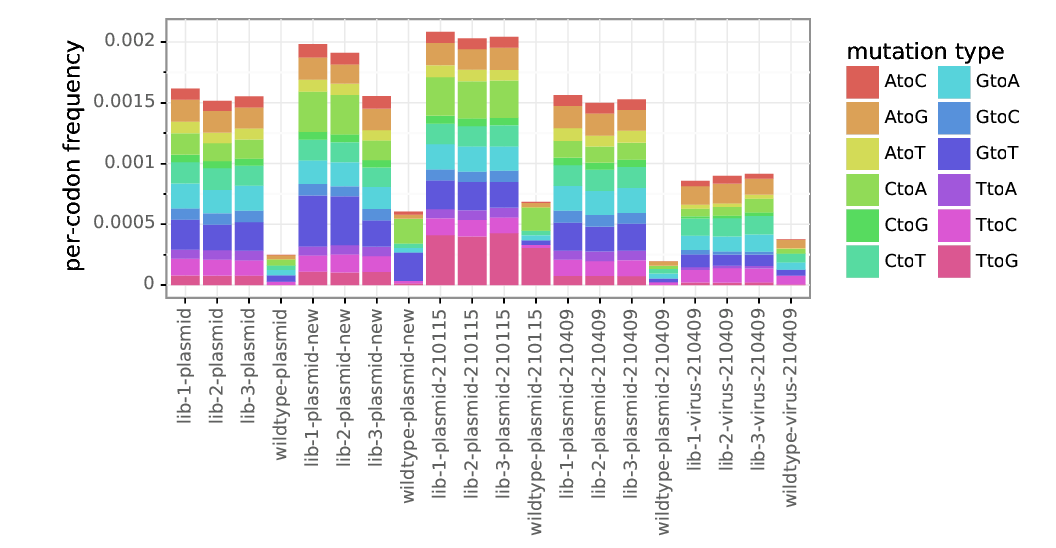 per-codon frequency
0.002
0.0015
0.001
0.0005
0
lib-1-plasmid
lib-2-plasmid
lib-3-plasmid
wildtype-plasmid
lib-1-plasmid-new
lib-2-plasmid-new
lib-3-plasmid-new
wildtype-plasmid-new
lib-1-plasmid-210115
lib-2-plasmid-210115
lib-3-plasmid-210115
wildtype-plasmid-210115
lib-1-plasmid-210409
lib-2-plasmid-210409
lib-3-plasmid-210409
wildtype-plasmid-210409
lib-1-virus-210409
lib-2-virus-210409
lib-3-virus-210409
wildtype-virus-210409
mutation type
AtoC
AtoG
AtoT
CtoA
CtoG
CtoT
GtoA
GtoC
GtoT
TtoA
TtoC
TtoG